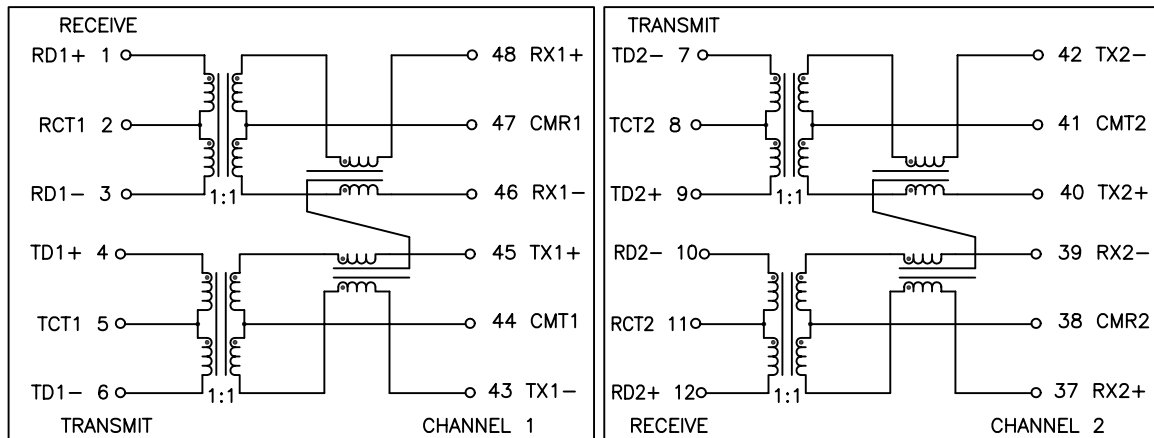 RECEIVE
RD1+ 1
48 RX1+
RCT1 2
47 CMR1
RD1- 3
1:1
46 RX1-
TD1+ 4
45 TX1+
TCT1 5
44 CMT1
TD1- 6
1:1
43 TX1-
TRANSMIT
CHANNEL 1
TRANSMIT
TD2- 7
42 TX2-
TCT2 8
41 CMT2
TD2+ 9
1:1
40 TX2+
RD2- 10
39 RX2-
RCT2 11
38 CMR2
RD2+ 12
1:1
37 RX2+
RECEIVE
CHANNEL 2